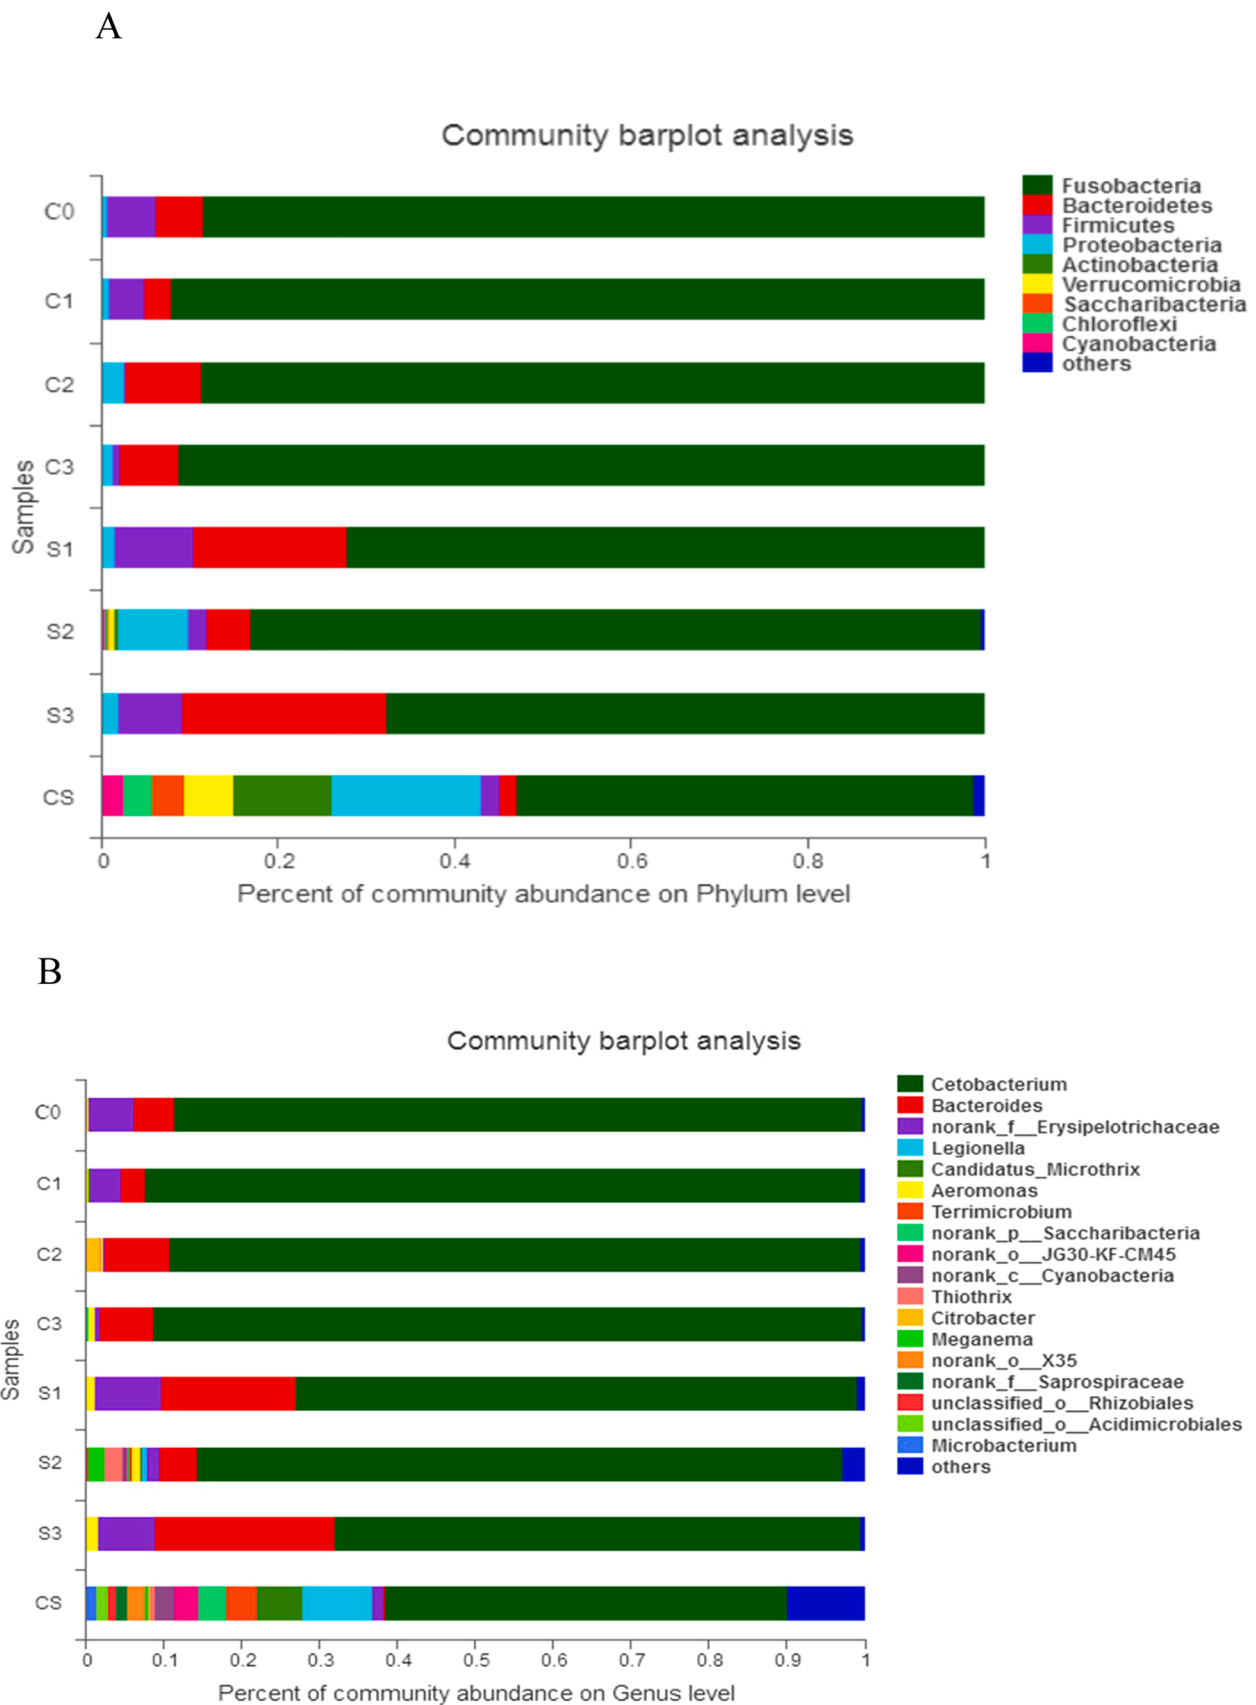 A
Community barplot analysis
C0
C1
C2
C3
S1
S2
S3
CS
Samples
0 0.2 0.4 0.6 0.8 1
Percent of community abundance on Phylum level
Fusobacteria
Bacteroidetes
Firmicutes
Proteobacteria
Actinobacteria
Verrucomicrobia
Saccharibacteria
Chloroflexi
Cyanobacteria
others
B
Community barplot analysis
C0
C1
C2
C3
S1
S2
S3
CS
Samples
0 0.1 0.2 0.3 0.4 0.5 0.6 0.7 0.8 0.9 1
Percent of community abundance on Genus level
Cetobacterium
Bacteroides
norank_f__Erysipelotrichaceae
Legionella
Candidatus_Microthrix
Aeromonas
Terrimicrobium
norank_p__Saccharibacteria
norank_o__JG30-KF-CM45
norank_c__Cyanobacteria
Thiothrix
Citrobacter
Meganema
norank_o__X35
norank_f__Saprospiraceae
unclassified_o__Rhizobiales
unclassified_o__Acidimicrobiales
Microbacterium
others